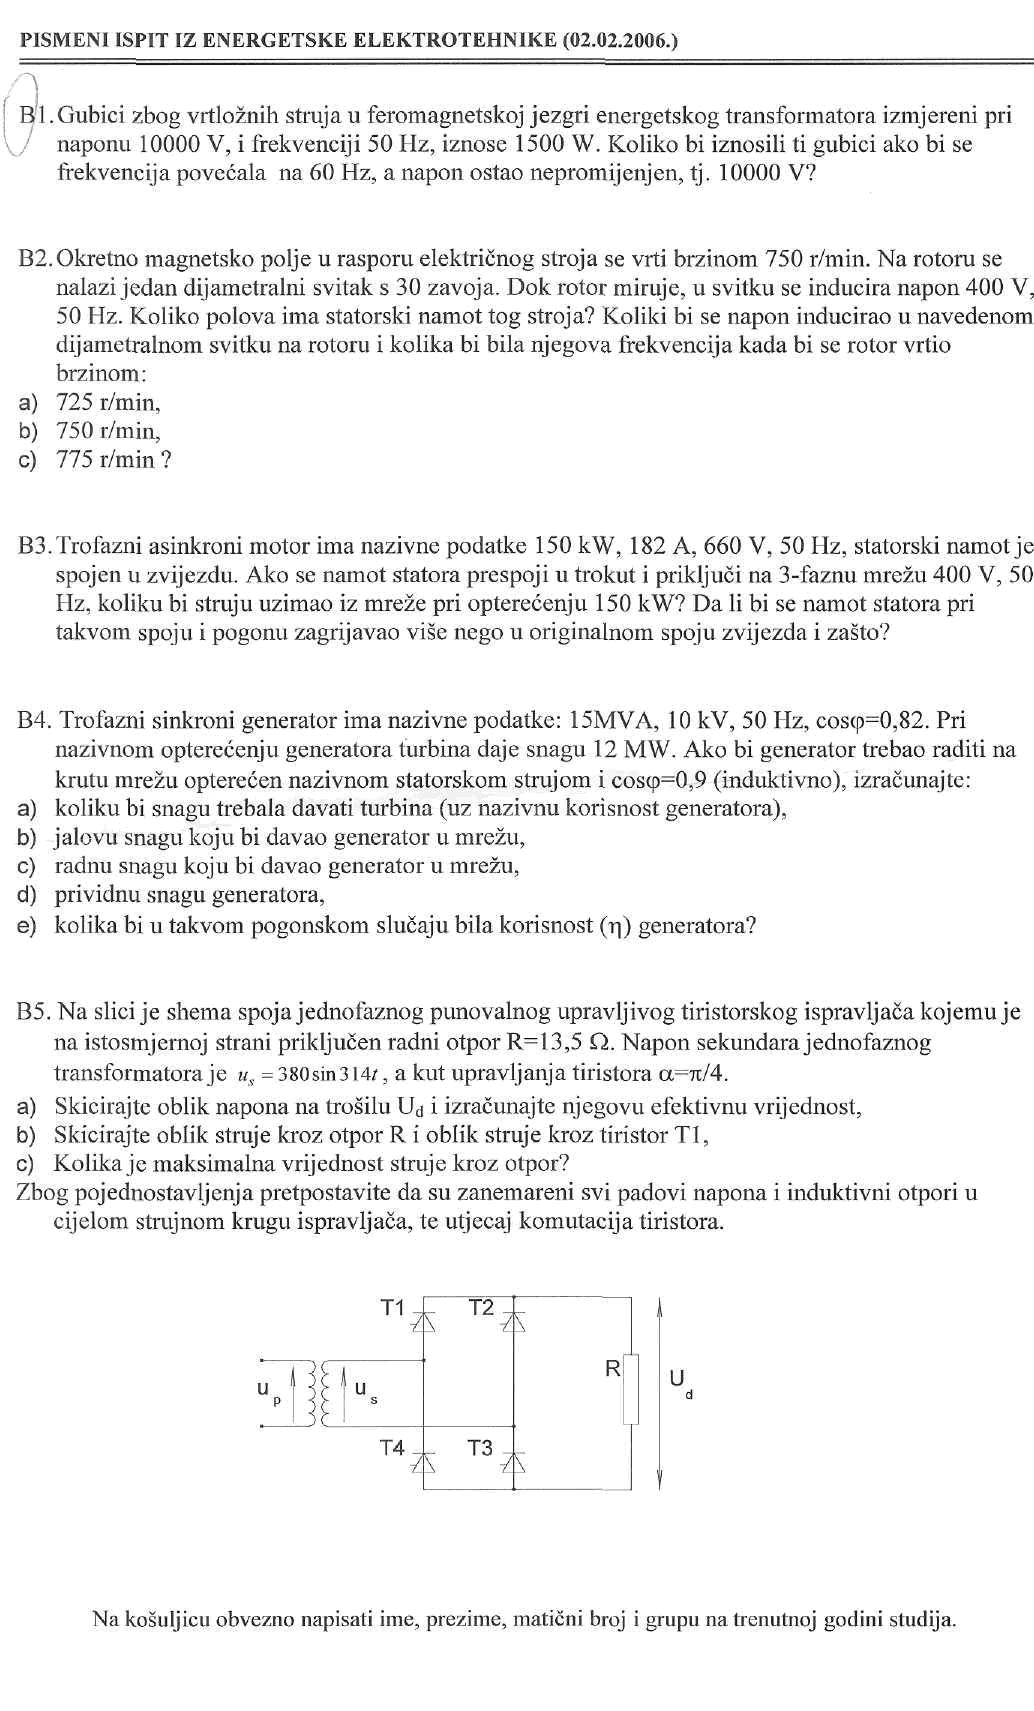 PISMENI ISPIT IZ ENERGETSKE ELEKTROTEHNIKE (02.02.2006.)
B1. Gubici zbog vrtložnih struja u feromagnetskoj jezgri energetskog transformatora izmjereni pri
naponu 10000 V, i frekvenciji 50 Hz, iznose 1500 W. Koliko bi iznosili ti gubici ako bi se
frekvencija povećala na 60 Hz, a napon ostao nepromijenjen, tj. 10000 V?
B2. Okretno magnetsko polje u rasporu električnog stroja se vrti brzinom 750 r/min. Na rotoru se
nalazi jedan dijametralni svitak s 30 zavoja. Dok rotor miruje, u svitku se inducira napon 400 V,
50 Hz. Koliko polova ima statorski namot tog stroja? Koliki bi se napon inducirao u navedenom
dijametralnom svitku na rotoru i kolika bi bila njegova frekvencija kada bi se rotor vrtio
brzinom:
a) 725 r/min,
b) 750 r/min,
c) 775 r/min ?
B3. Trofazni asinkroni motor ima nazivne podatke 150 kW, 182 A, 660 V, 50 Hz, statorski namot je
spojen u zvijezdu. Ako se namot statora prespoji u trokut i priključi na 3-faznu mrežu 400 V, 50
Hz, koliku bi struju uzimao iz mreže pri opterećenju 150 kW? Da li bi se namot statora pri
takvom spoju i pogonu zagrijavao više nego u originalnom spoju zvijezda i zašto?
B4. Trofazni sinkroni generator ima nazivne podatke: 15MVA, 10 kV, 50 Hz, cosφ=0,82. Pri
nazivnom opterećenju generatora turbina daje snagu 12 MW. Ako bi generator trebao raditi na
krutu mrežu opterećen nazivnom statorskom strujom i cosφ=0,9 (induktivno), izračunajte:
a) koliku bi snagu trebala davati turbina (uz nazivnu korisnost generatora),
b) jalovu snagu koju bi davao generator u mrežu,
c) radnu snagu koju bi davao generator u mrežu,
d) prividnu snagu generatora,
e) kolika bi u takvom pogonskom slučaju bila korisnost (η) generatora?
B5. Na slici je shema spoja jednofaznog punovalnog upravljivog tiristorskog ispravljača kojemu je
na istosmjernoj strani priključen radni otpor R=13,5 Ω. Napon sekundara jednofaznog
transformatora je u_s = 380sin314t, a kut upravljanja tiristora α=π/4.
a) Skicirajte oblik napona na trošilu U_d i izračunajte njegovu efektivnu vrijednost,
b) Skicirajte oblik struje kroz otpor R i oblik struje kroz tiristor T1,
c) Kolika je maksimalna vrijednost struje kroz otpor?
Zbog pojednostavljenja pretpostavite da su zanemareni svi padovi napona i induktivni otpori u
cijelom strujnom krugu ispravljača, te utjecaj komutacija tiristora.
T1 T2
R U_d
u_p u_s
T4 T3
Na košuljicu obvezno napisati ime, prezime, matični broj i grupu na trenutnoj godini studija.